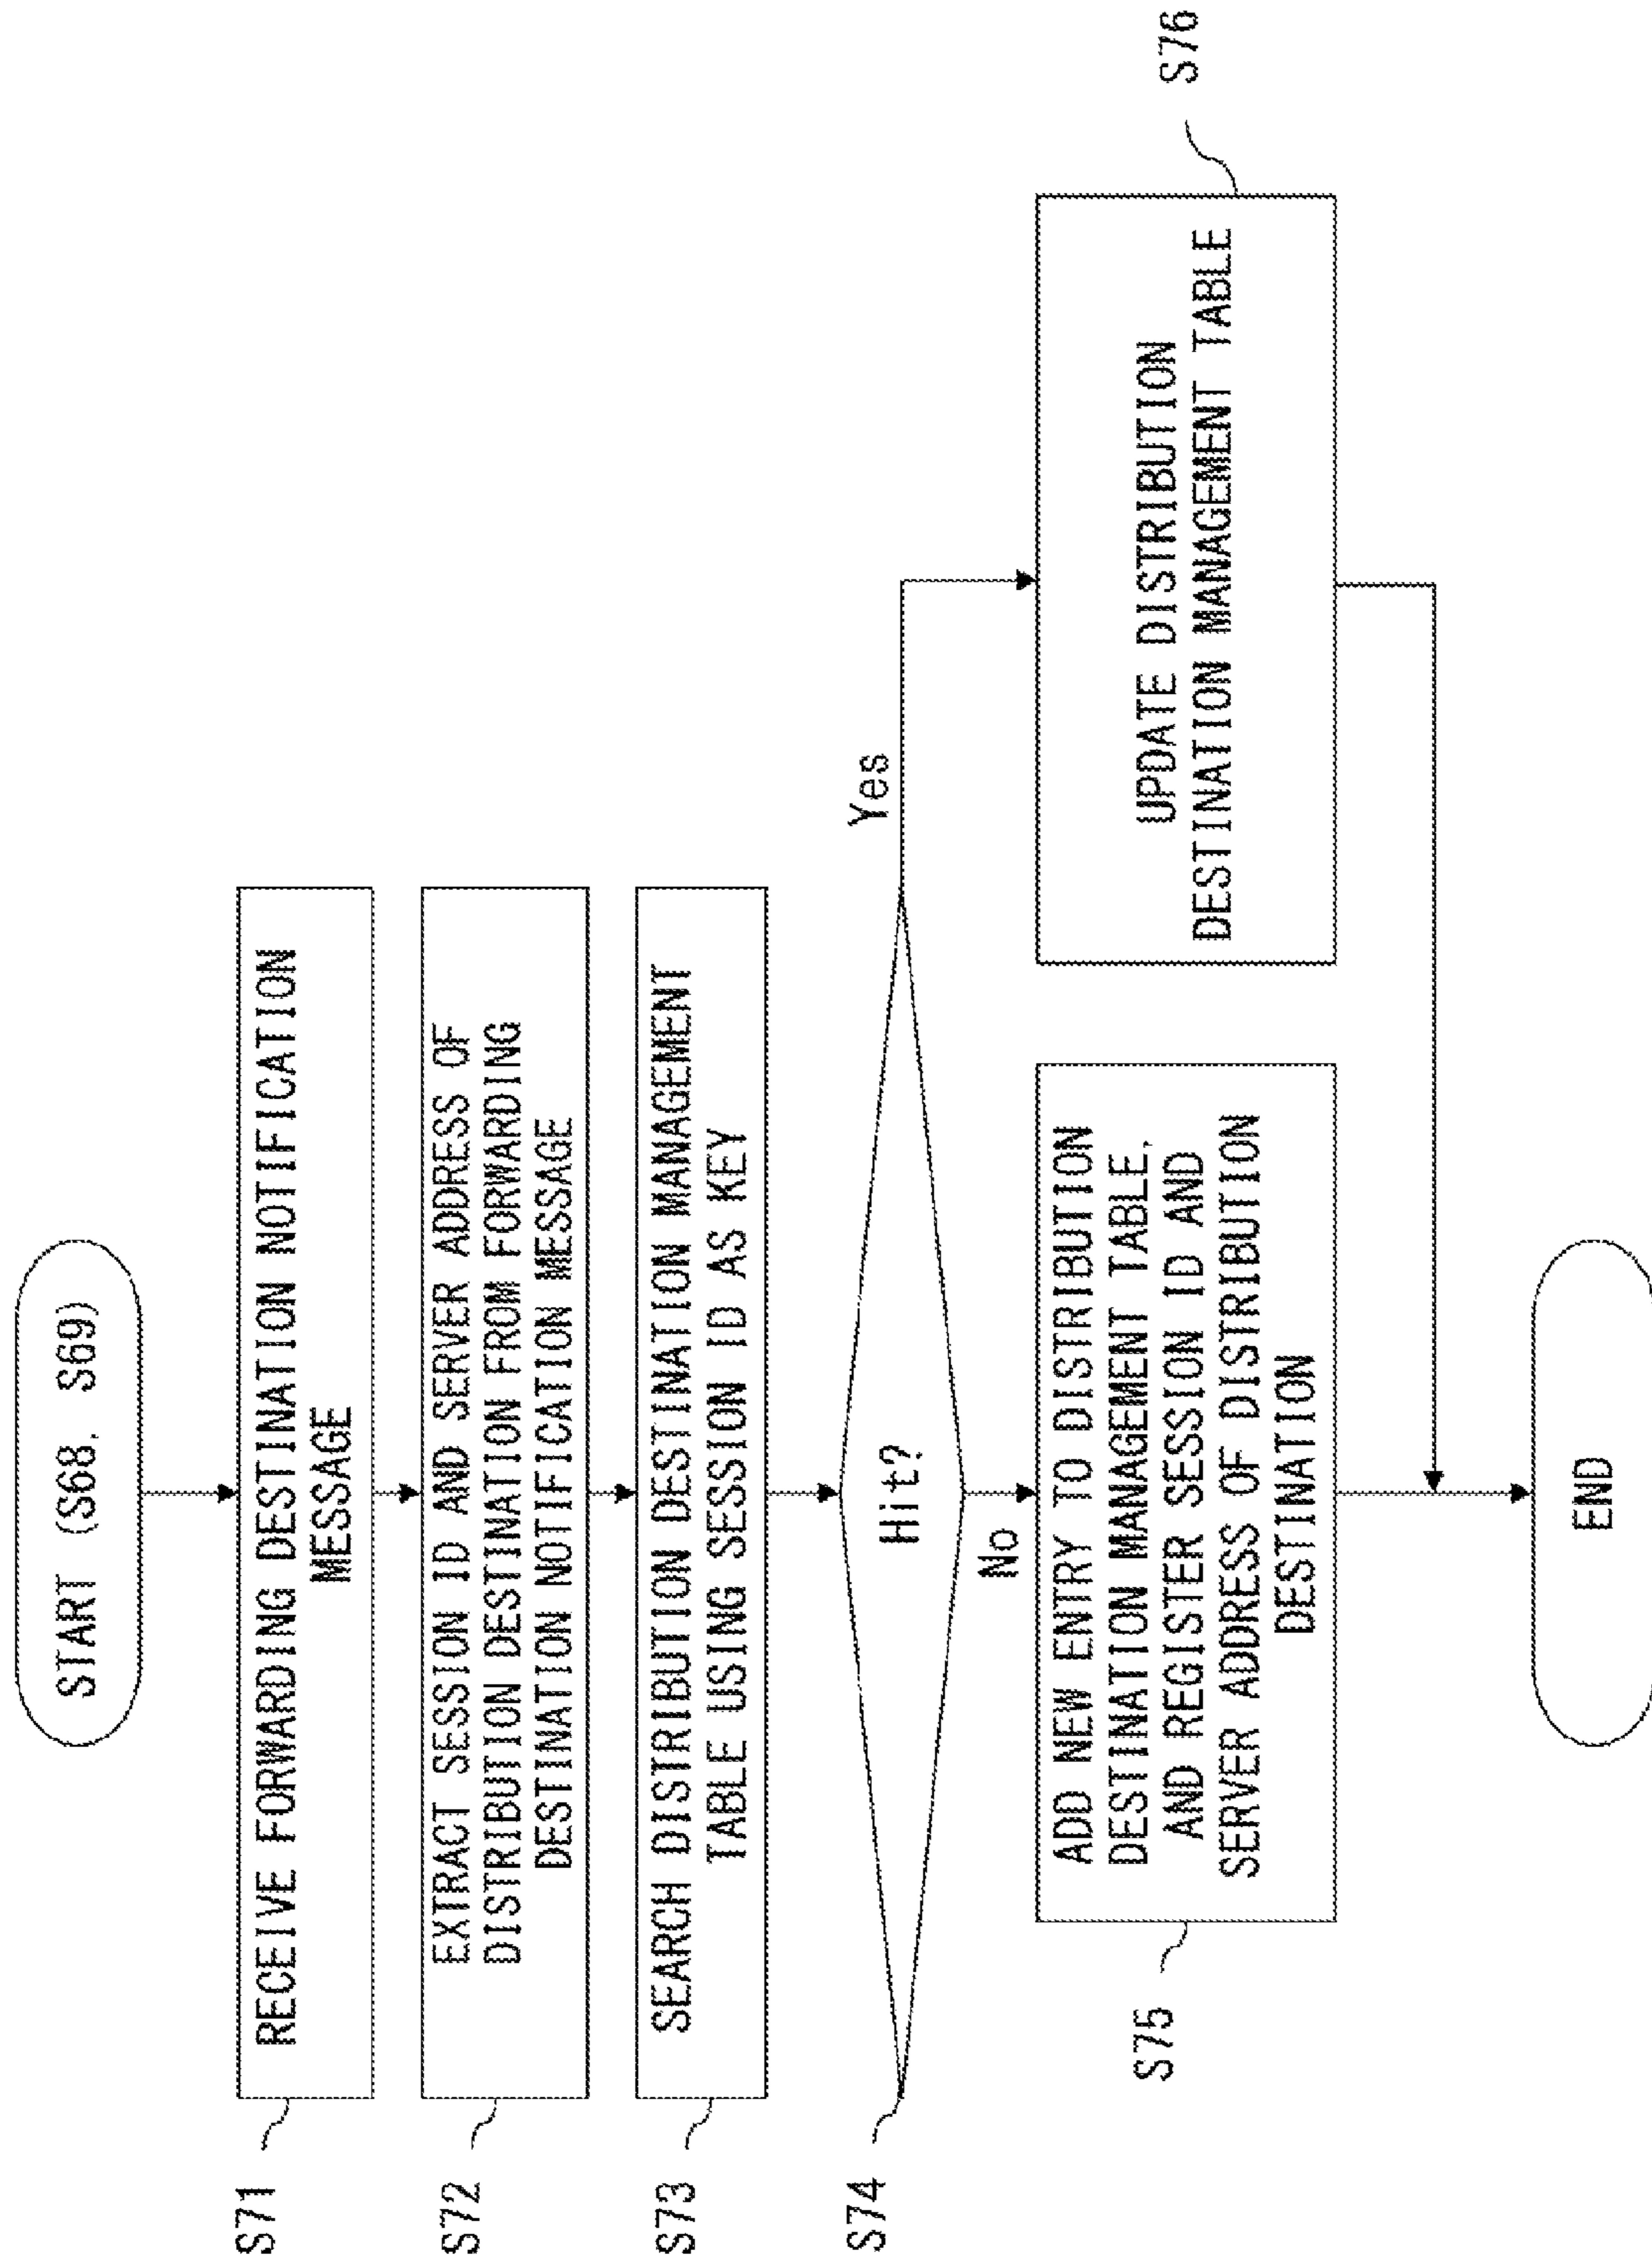 START (S68, S69)
S71
RECEIVE FORWARDING DESTINATION NOTIFICATION
MESSAGE
S72
EXTRACT SESSION ID AND SERVER ADDRESS OF
DISTRIBUTION DESTINATION FROM FORWARDING
DESTINATION NOTIFICATION MESSAGE
S73
SEARCH DISTRIBUTION DESTINATION MANAGEMENT
TABLE USING SESSION ID AS KEY
S74
Hit?
Yes
No
S75
ADD NEW ENTRY TO DISTRIBUTION
DESTINATION MANAGEMENT TABLE,
AND REGISTER SESSION ID AND
SERVER ADDRESS OF DISTRIBUTION
DESTINATION
UPDATE DISTRIBUTION
DESTINATION MANAGEMENT TABLE
S76
END